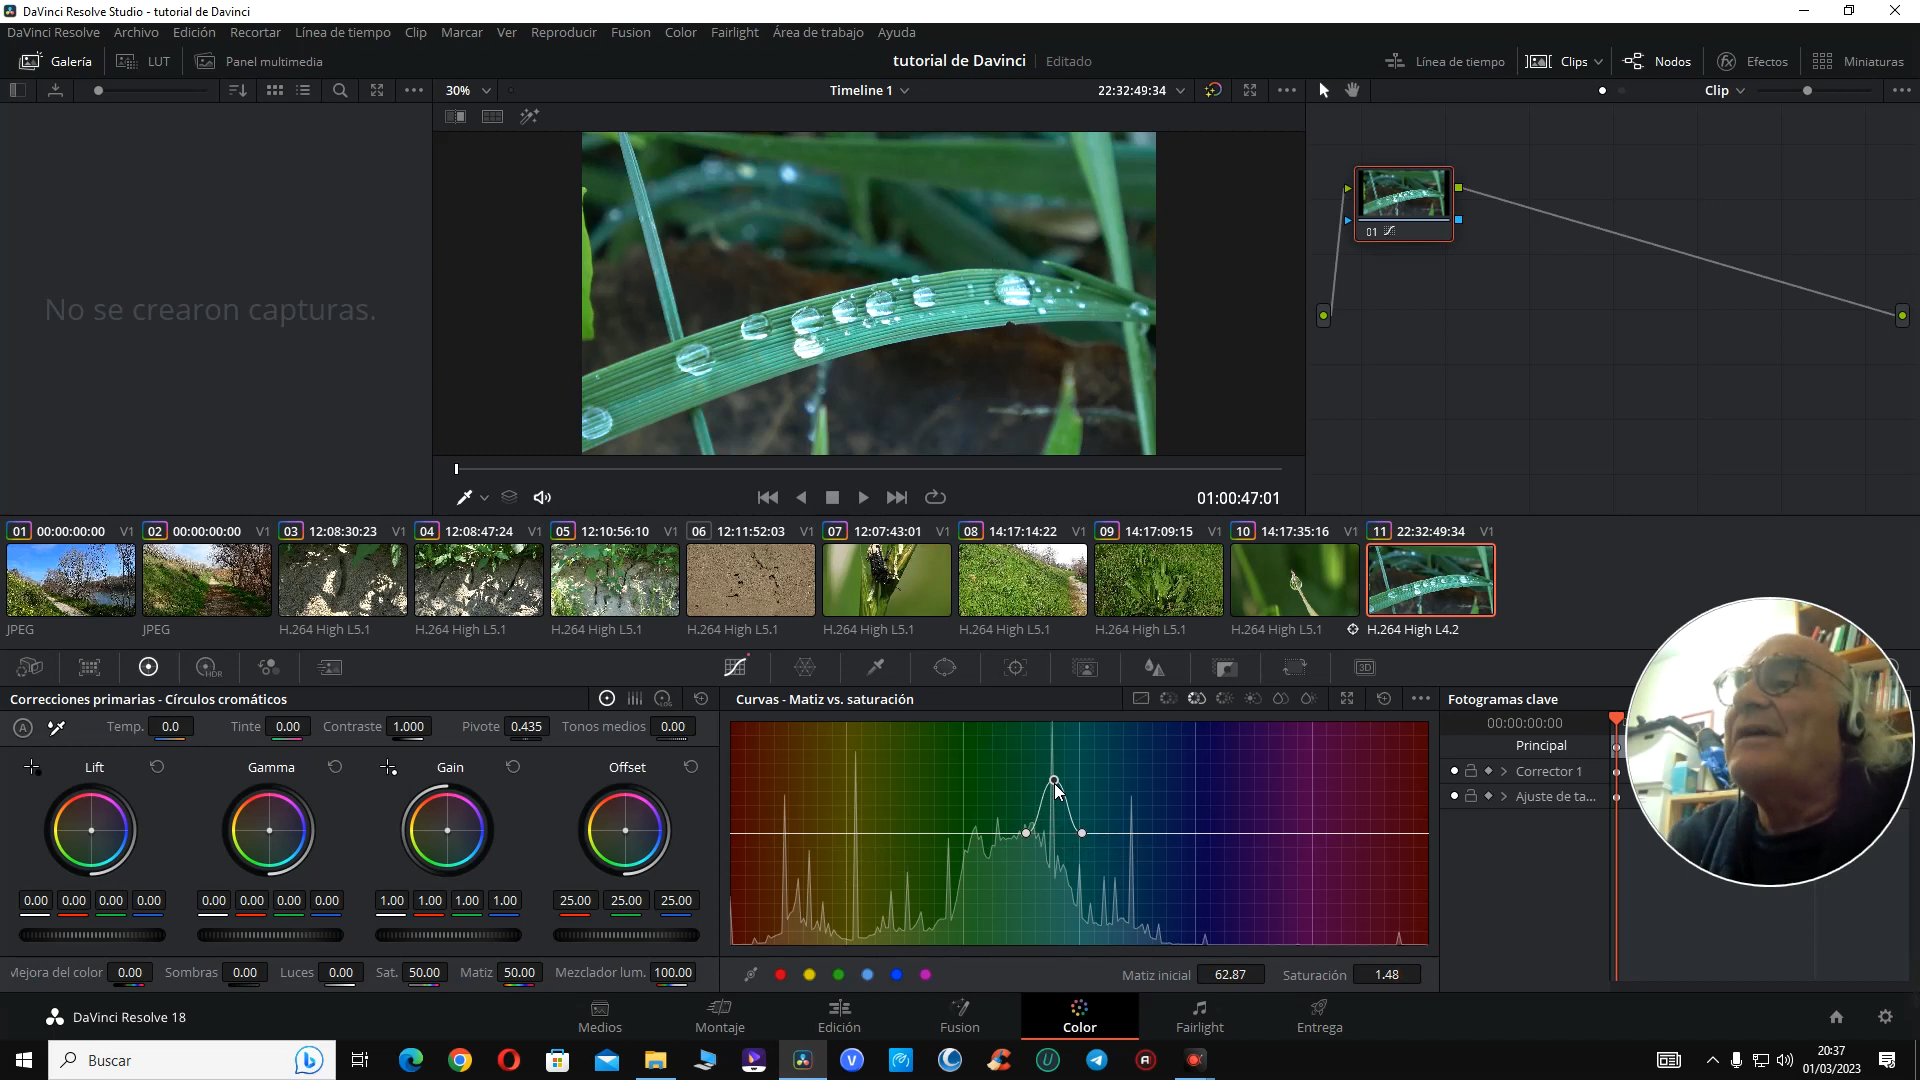 DaVinci Resolve Studio - tutorial de Davinci
DaVinci Resolve Archivo Edición Recortar Línea de tiempo Clip Marcar Ver Reproducir Fusion Color Fairlight Área de trabajo Ayuda
Galería LUT Panel multimedia tutorial de Davinci Editado Línea de tiempo Clips Nodos Efectos Miniaturas
30% Timeline 1 22:32:49:34 Clip
No se crearon capturas.
01
01:00:47:01
01 00:00:00:00 V1 02 00:00:00:00 V1 03 12:08:30:23 V1 04 12:08:47:24 V1 05 12:10:56:10 V1 06 12:11:52:03 V1 07 12:07:43:01 V1 08 14:17:14:22 V1 09 14:17:09:15 V1 10 14:17:35:16 V1 11 22:32:49:34 V1
JPEG JPEG H.264 High L5.1 H.264 High L5.1 H.264 High L5.1 H.264 High L5.1 H.264 High L5.1 H.264 High L5.1 H.264 High L5.1 H.264 High L5.1 H.264 High L4.2
HDR 3D
Correcciones primarias - Círculos cromáticos LOG Curvas - Matiz vs. saturación Fotogramas clave
A Temp. 0.0 Tinte 0.00 Contraste 1.000 Pivote 0.435 Tonos medios 0.00 00:00:00:00
Principal
Lift Gamma Gain Offset Corrector 1
Ajuste de ta...
0.00 0.00 0.00 0.00 0.00 0.00 0.00 0.00 1.00 1.00 1.00 1.00 25.00 25.00 25.00
Mejora del color 0.00 Sombras 0.00 Luces 0.00 Sat. 50.00 Matiz 50.00 Mezclador lum. 100.00 Matiz inicial 62.87 Saturación 1.48
DaVinci Resolve 18 Medios Montaje Edición Fusion Color Fairlight Entrega
Buscar 20:37
01/03/2023